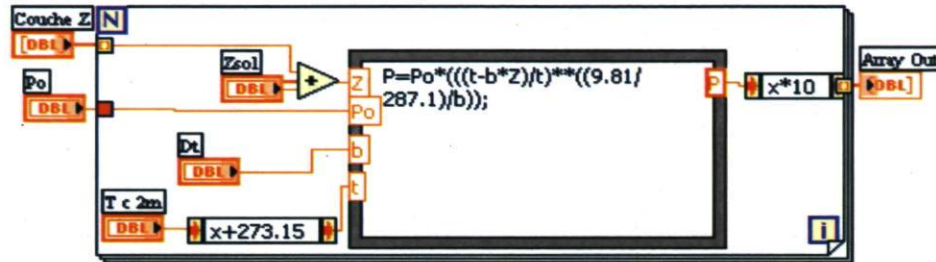 Couche Z
N
[DBL]
Po
DBL
Zsol
DBL
+
Z
Po
b
t
P=Po*(((t-b*Z)/t)**((9.81/
287.1)/b));
P
x*10
Array Out
DBL]
Dt
DBL
T c 2m
DBL
x+273.15
i